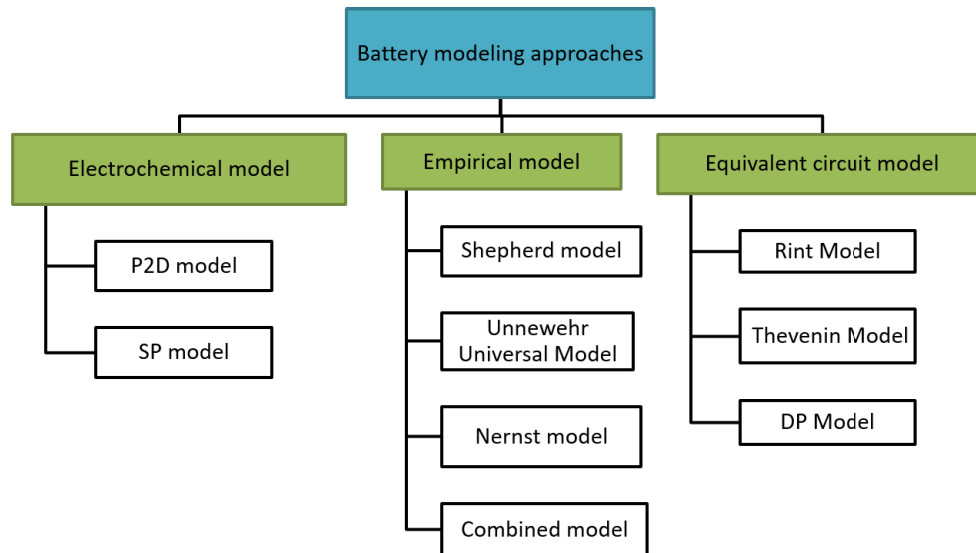 Battery modeling approaches
Electrochemical model
P2D model
SP model
Empirical model
Shepherd model
Unnewehr
Universal Model
Nernst model
Combined model
Equivalent circuit model
Rint Model
Thevenin Model
DP Model